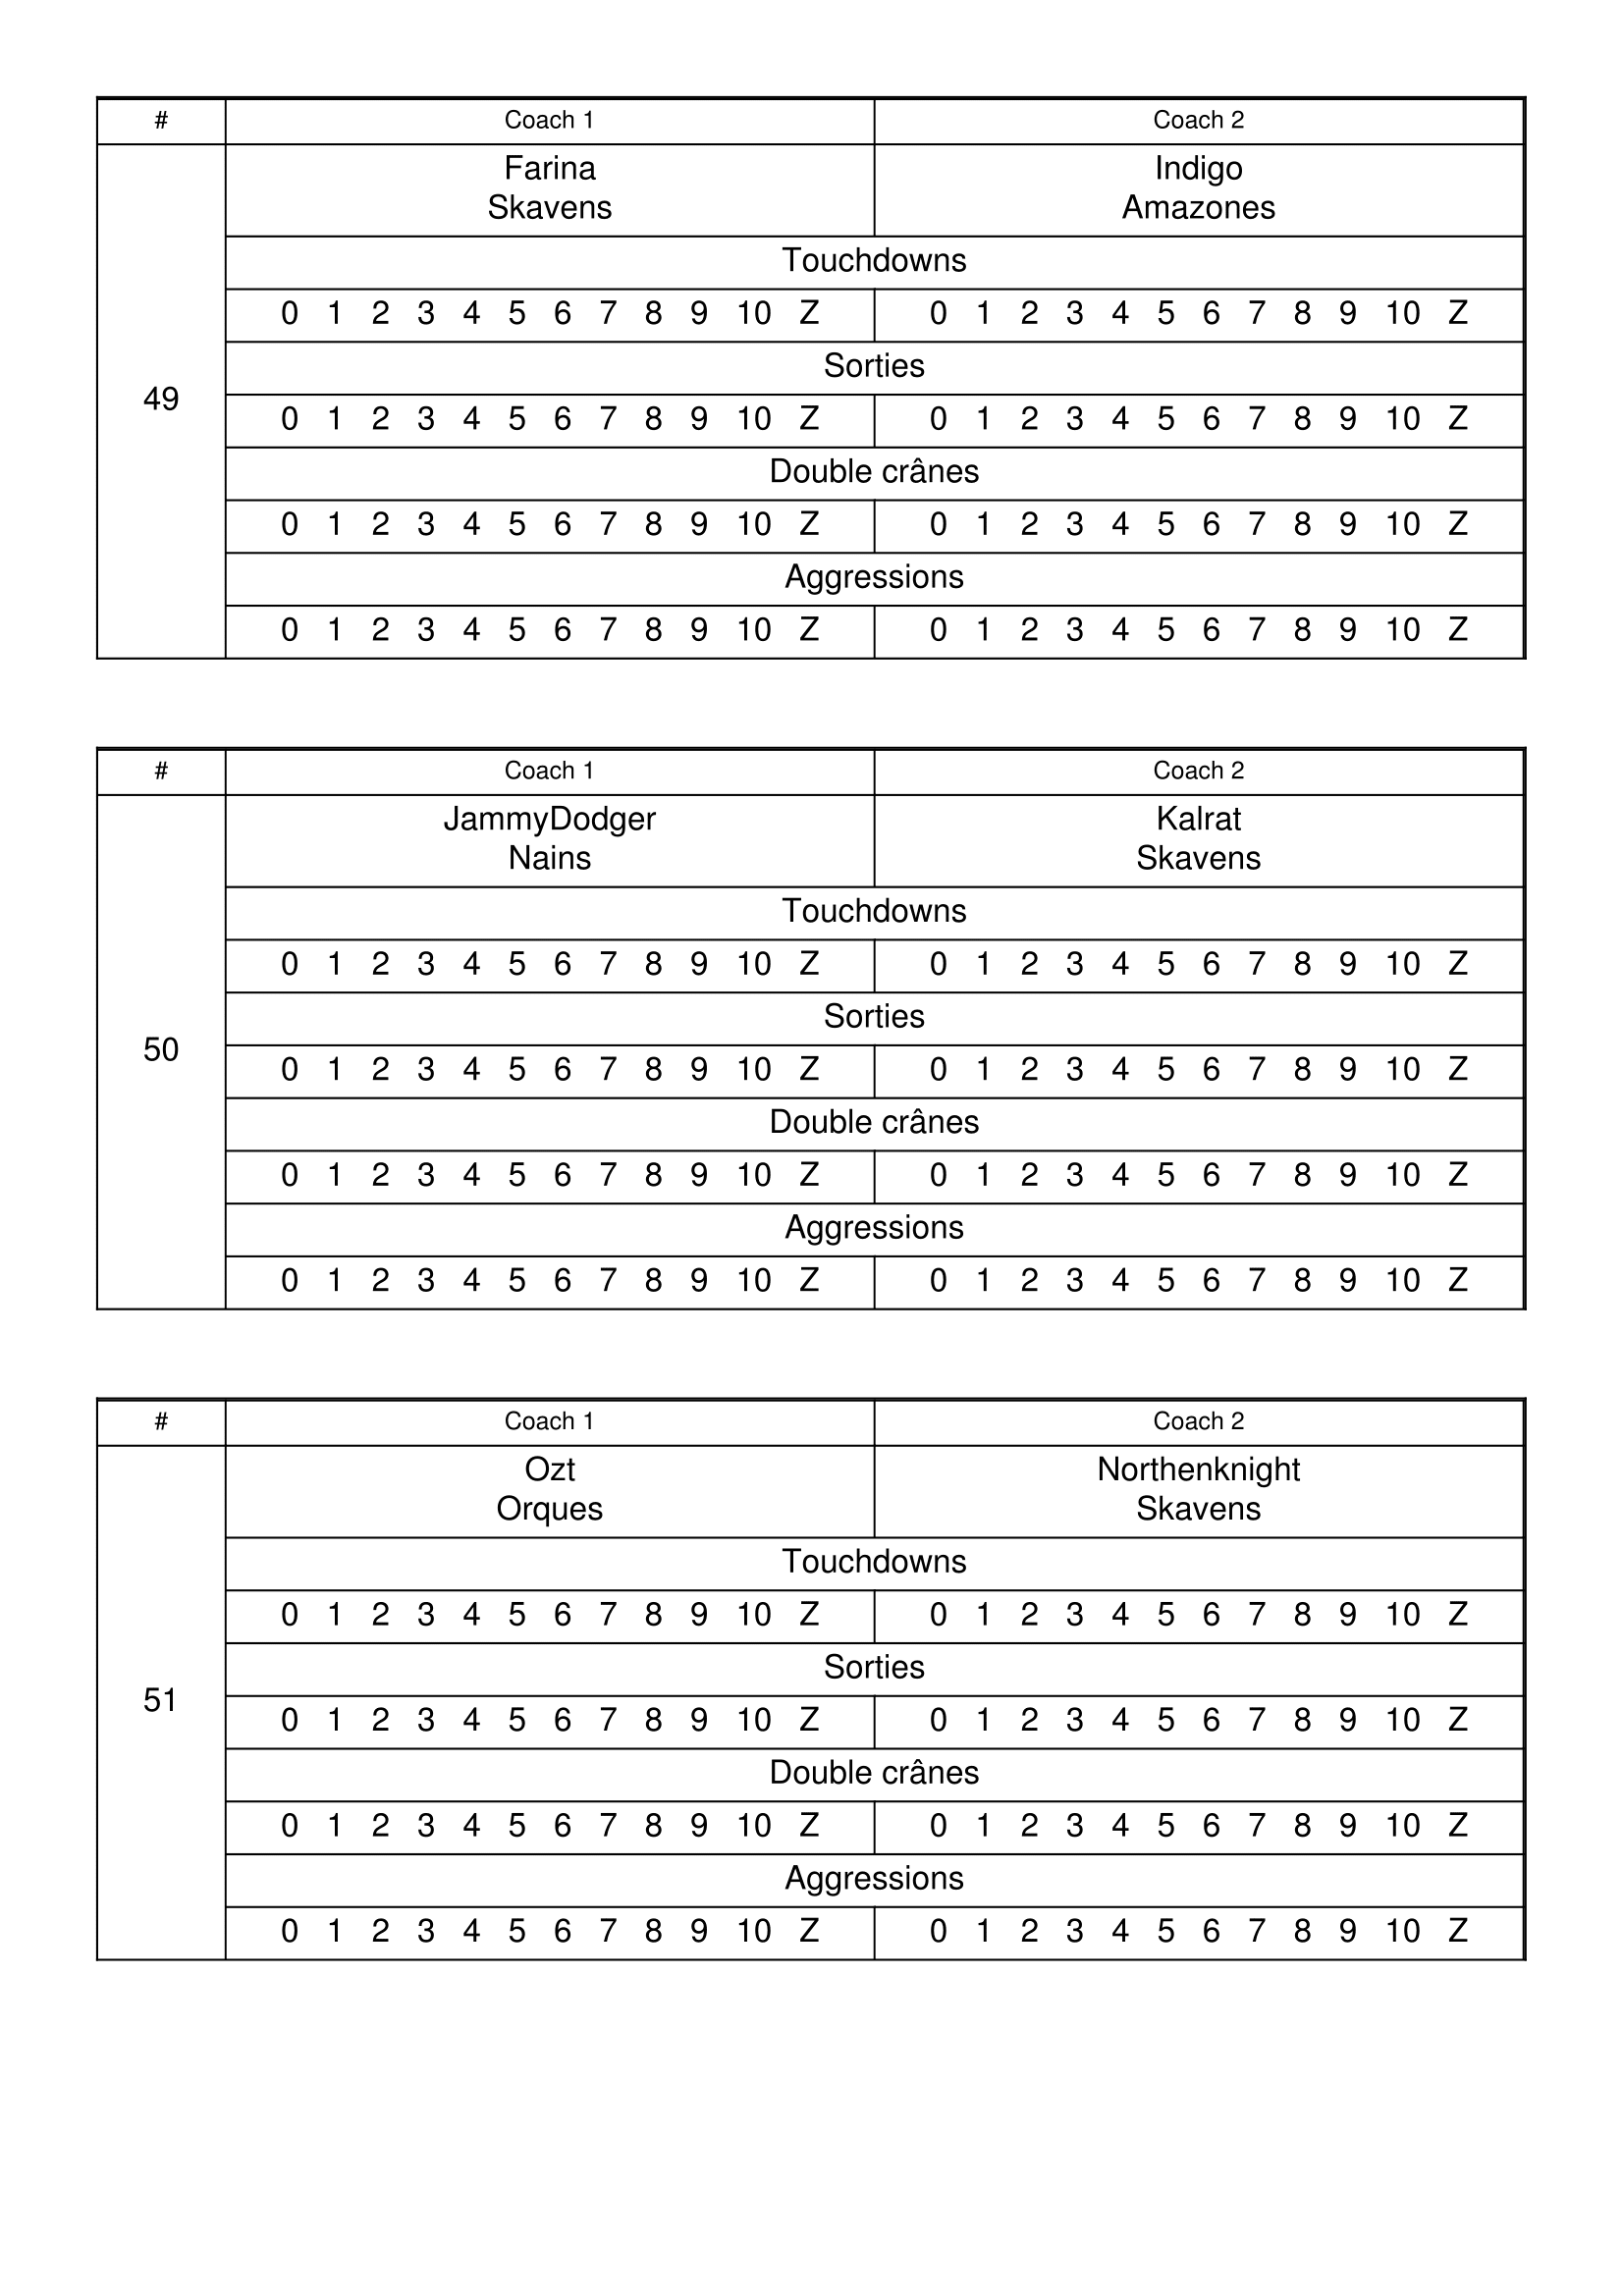 # Coach 1 Coach 2
Farina Indigo
Skavens Amazones
Touchdowns
0 1 2 3 4 5 6 7 8 9 10 Z 0 1 2 3 4 5 6 7 8 9 10 Z
Sorties
49
0 1 2 3 4 5 6 7 8 9 10 Z 0 1 2 3 4 5 6 7 8 9 10 Z
Double crânes
0 1 2 3 4 5 6 7 8 9 10 Z 0 1 2 3 4 5 6 7 8 9 10 Z
Aggressions
0 1 2 3 4 5 6 7 8 9 10 Z 0 1 2 3 4 5 6 7 8 9 10 Z
# Coach 1 Coach 2
JammyDodger Kalrat
Nains Skavens
Touchdowns
0 1 2 3 4 5 6 7 8 9 10 Z 0 1 2 3 4 5 6 7 8 9 10 Z
Sorties
50
0 1 2 3 4 5 6 7 8 9 10 Z 0 1 2 3 4 5 6 7 8 9 10 Z
Double crânes
0 1 2 3 4 5 6 7 8 9 10 Z 0 1 2 3 4 5 6 7 8 9 10 Z
Aggressions
0 1 2 3 4 5 6 7 8 9 10 Z 0 1 2 3 4 5 6 7 8 9 10 Z
# Coach 1 Coach 2
Ozt Northenknight
Orques Skavens
Touchdowns
0 1 2 3 4 5 6 7 8 9 10 Z 0 1 2 3 4 5 6 7 8 9 10 Z
Sorties
51
0 1 2 3 4 5 6 7 8 9 10 Z 0 1 2 3 4 5 6 7 8 9 10 Z
Double crânes
0 1 2 3 4 5 6 7 8 9 10 Z 0 1 2 3 4 5 6 7 8 9 10 Z
Aggressions
0 1 2 3 4 5 6 7 8 9 10 Z 0 1 2 3 4 5 6 7 8 9 10 Z